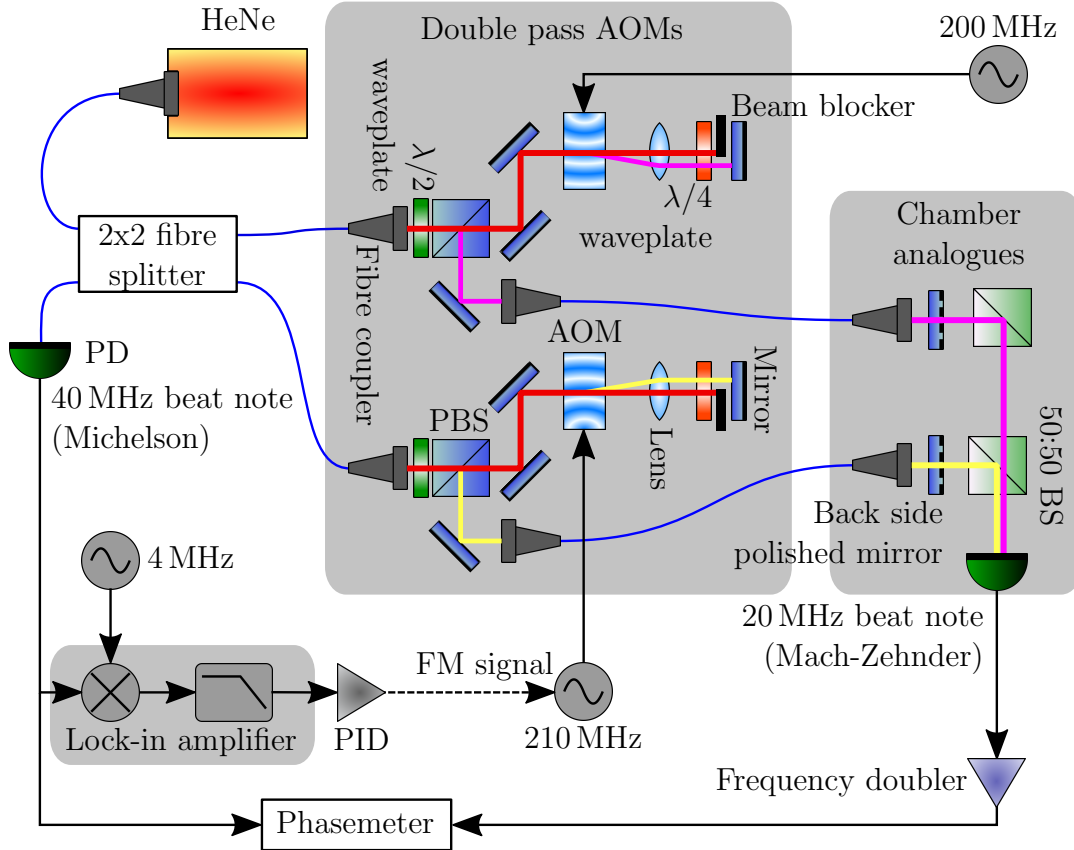 HeNe
Double pass AOMs
200 MHz
waveplate
λ/2
Beam blocker
λ/4
waveplate
2x2 fibre
splitter
Fibre coupler
Chamber
analogues
PD
40 MHz beat note
(Michelson)
AOM
PBS
Lens
Mirror
50:50 BS
Back side
polished mirror
4 MHz
20 MHz beat note
(Mach-Zehnder)
FM signal
Lock-in amplifier
PID
210 MHz
Frequency doubler
Phasemeter